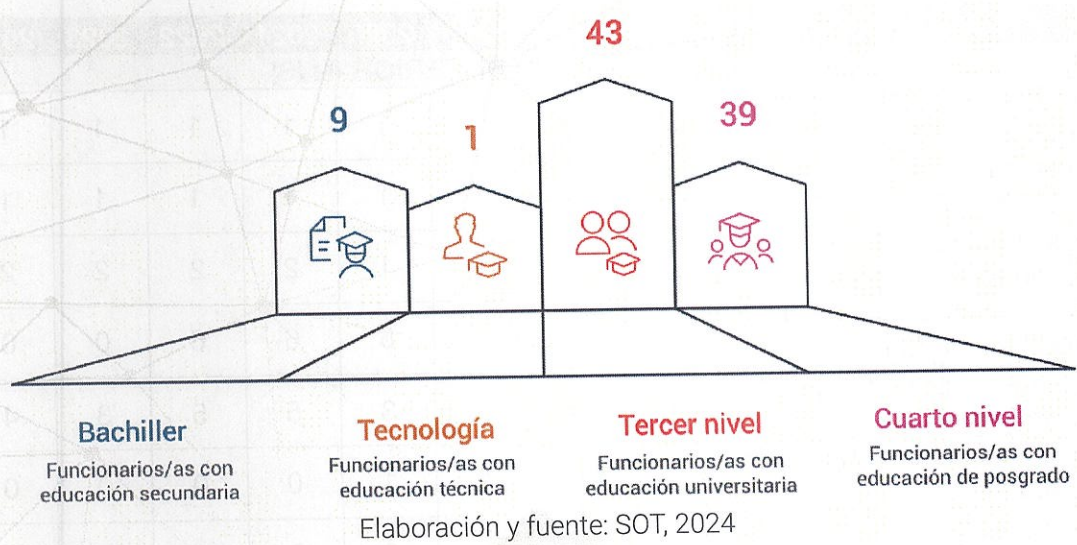 43
9
1
39
Bachiller
Funcionarios/as con
educación secundaria
Tecnología
Funcionarios/as con
educación técnica
Tercer nivel
Funcionarios/as con
educación universitaria
Cuarto nivel
Funcionarios/as con
educación de posgrado
Elaboración y fuente: SOT, 2024